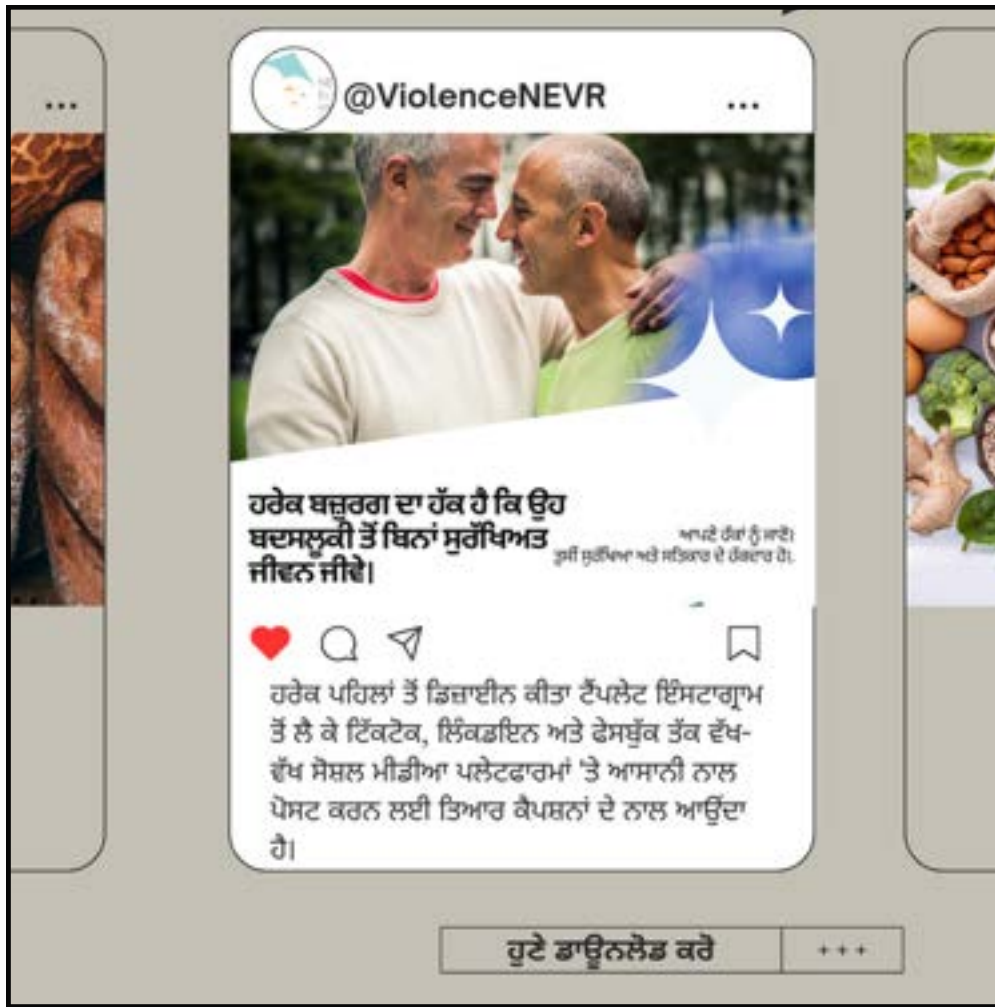 @ViolenceNEVR
ਹਰੇਕ ਬਜ਼ੁਰਗ ਦਾ ਹੱਕ ਹੈ ਕਿ ਉਹ
ਬਦਸਲੂਕੀ ਤੋਂ ਬਿਨਾਂ ਸੁਰੱਖਿਅਤ
ਜੀਵਨ ਜੀਵੇ।
ਆਪਣੇ ਹੱਕਾਂ ਨੂੰ ਜਾਣੋ।
ਤੁਸੀਂ ਸੁਰੱਖਿਆ ਅਤੇ ਸਤਿਕਾਰ ਦੇ ਹੱਕਦਾਰ ਹੋ।
ਹਰੇਕ ਪਹਿਲਾਂ ਤੋਂ ਡਿਜ਼ਾਈਨ ਕੀਤਾ ਟੈਂਪਲੇਟ ਇੰਸਟਾਗ੍ਰਾਮ
ਤੋਂ ਲੈ ਕੇ ਟਿੱਕਟੋਕ, ਲਿੰਕਡਇਨ ਅਤੇ ਫੇਸਬੁੱਕ ਤੱਕ ਵੱਖ-
ਵੱਖ ਸੋਸ਼ਲ ਮੀਡੀਆ ਪਲੇਟਫਾਰਮਾਂ 'ਤੇ ਆਸਾਨੀ ਨਾਲ
ਪੋਸਟ ਕਰਨ ਲਈ ਤਿਆਰ ਕੈਪਸ਼ਨਾਂ ਦੇ ਨਾਲ ਆਉਂਦਾ
ਹੈ।
ਹੁਣੇ ਡਾਊਨਲੋਡ ਕਰੋ